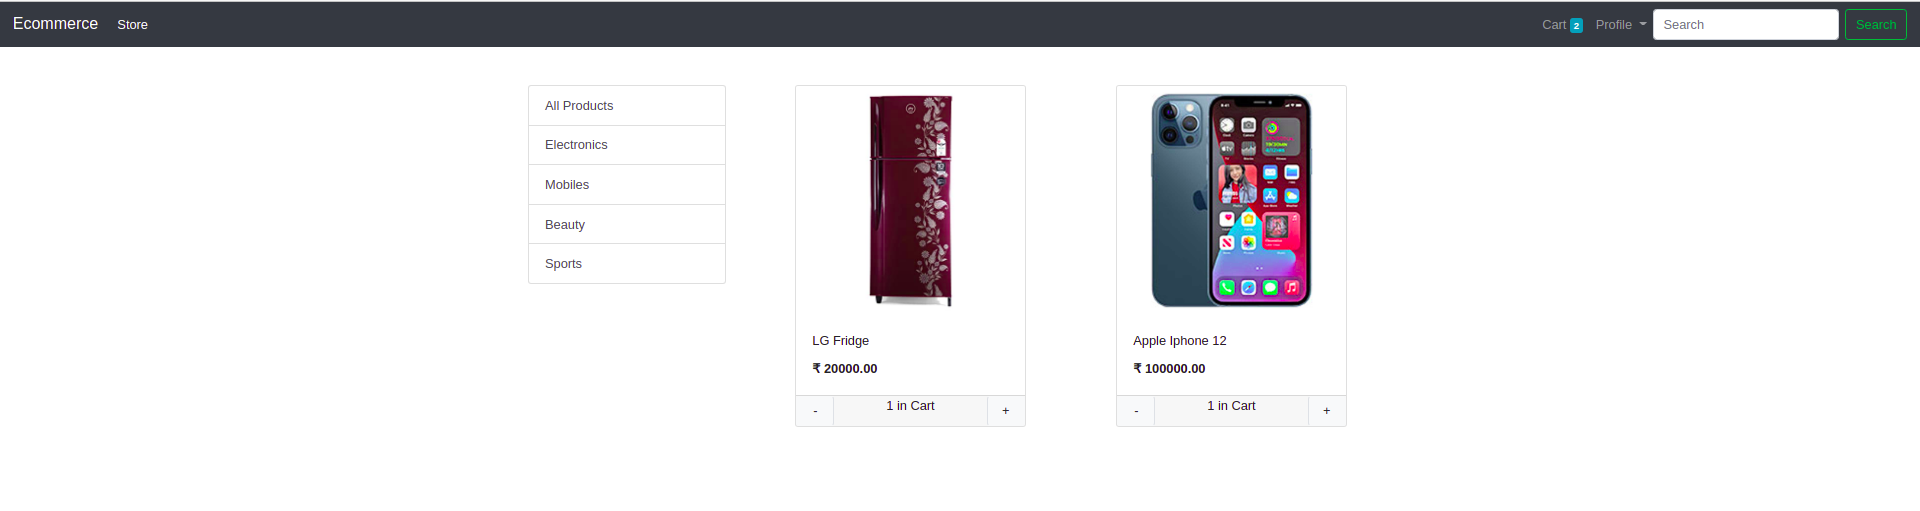 Ecommerce Store Cart 2 Profile Search Search
All Products
Electronics
Mobiles
Beauty
Sports
LG Fridge
₹ 20000.00
- 1 in Cart +
Apple Iphone 12
₹ 100000.00
- 1 in Cart +